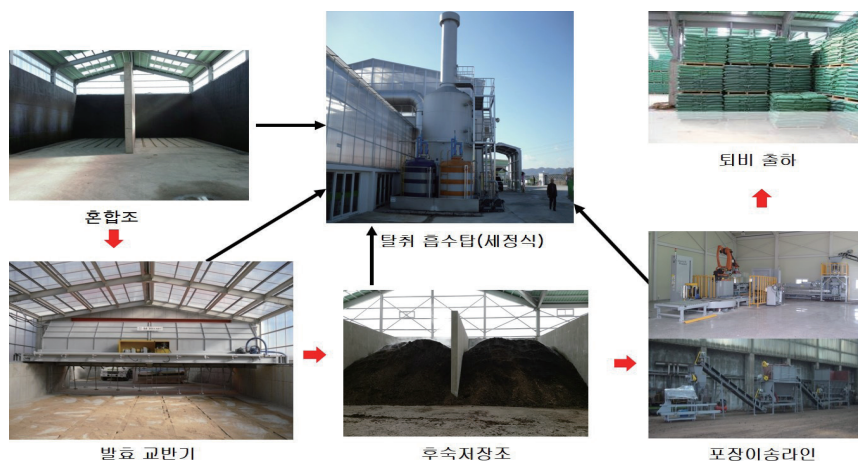 퇴비 출하
혼합조
탈취 흡수탑(세정식)
발효 교반기
후숙저장조
포장이송라인